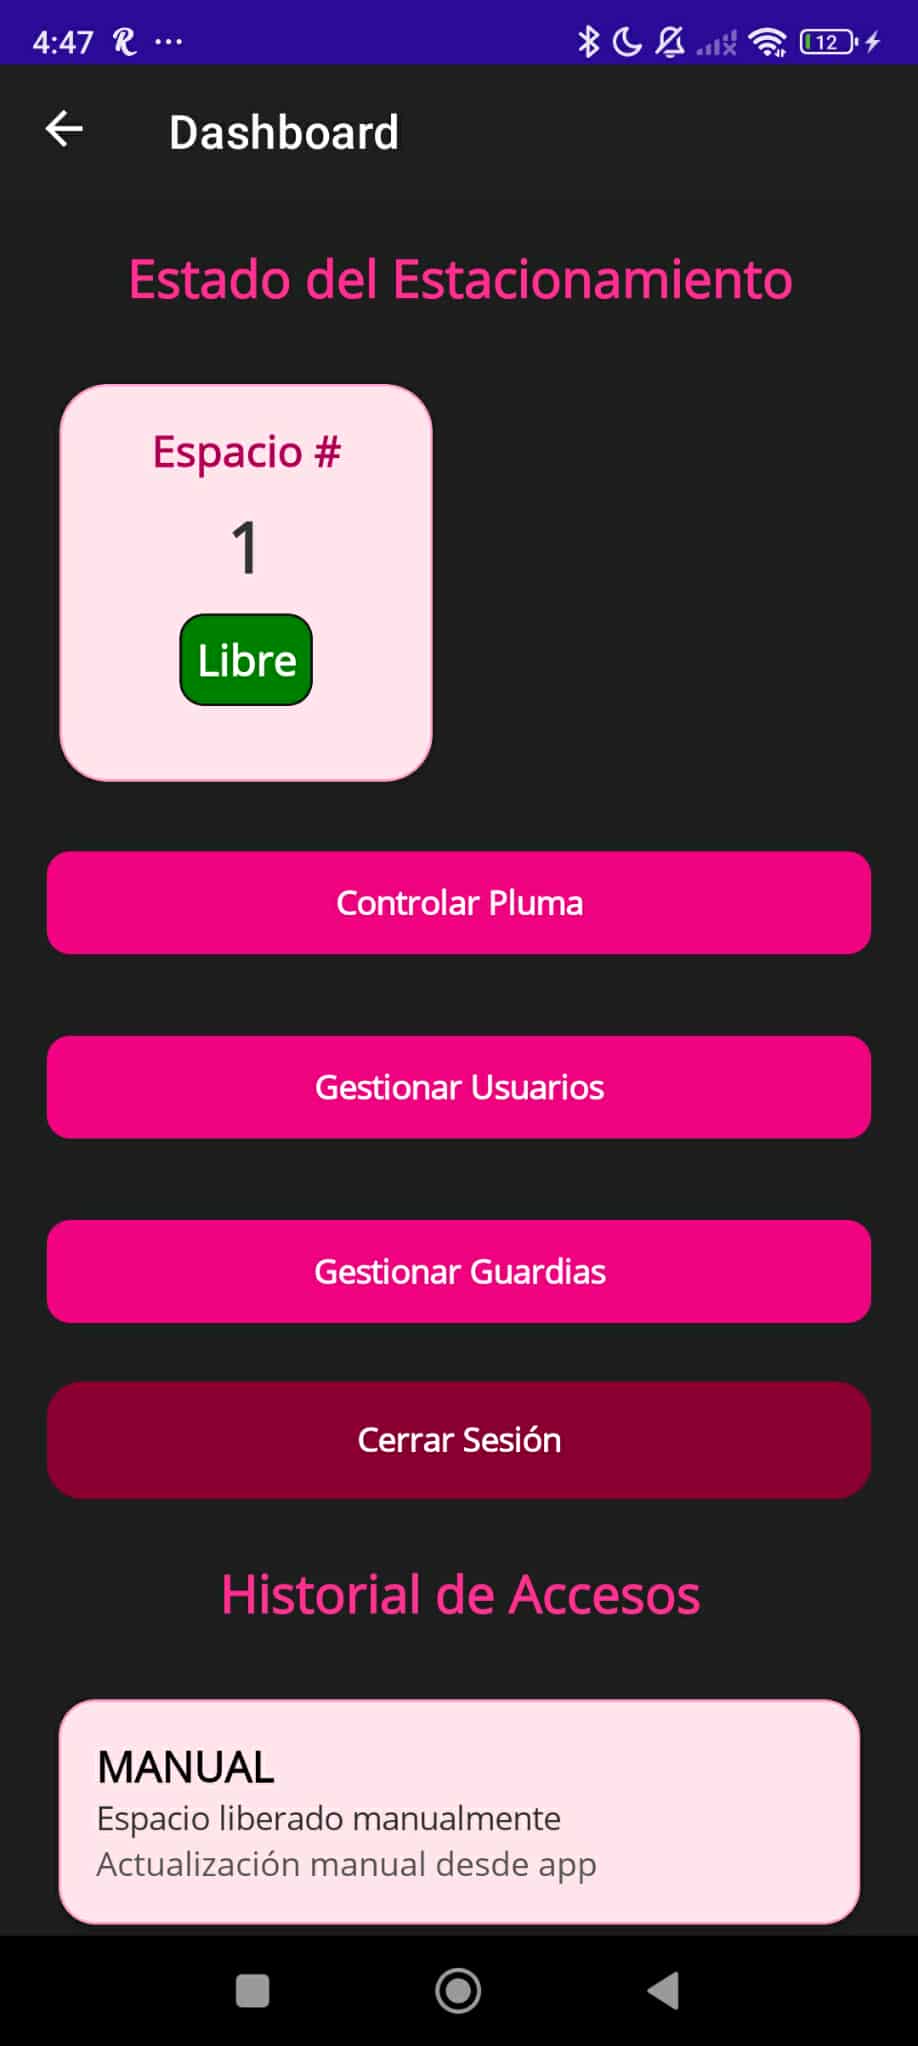 4:47
12
Dashboard
Estado del Estacionamiento
Espacio #
1
Libre
Controlar Pluma
Gestionar Usuarios
Gestionar Guardias
Cerrar Sesión
Historial de Accesos
MANUAL
Espacio liberado manualmente
Actualización manual desde app